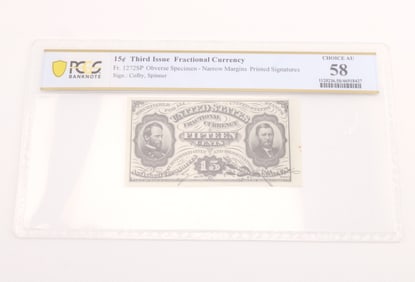 PCGS
BANKNOTE
15¢ Third Issue Fractional Currency
Fr. 1272SP Obverse Specimen - Narrow Margins Printed Signatures
Sigs.: Colby, Spinner
CHOICE AU
58
UNITED STATES
FRACTIONAL CURRENCY
FIFTEEN
CENTS
15